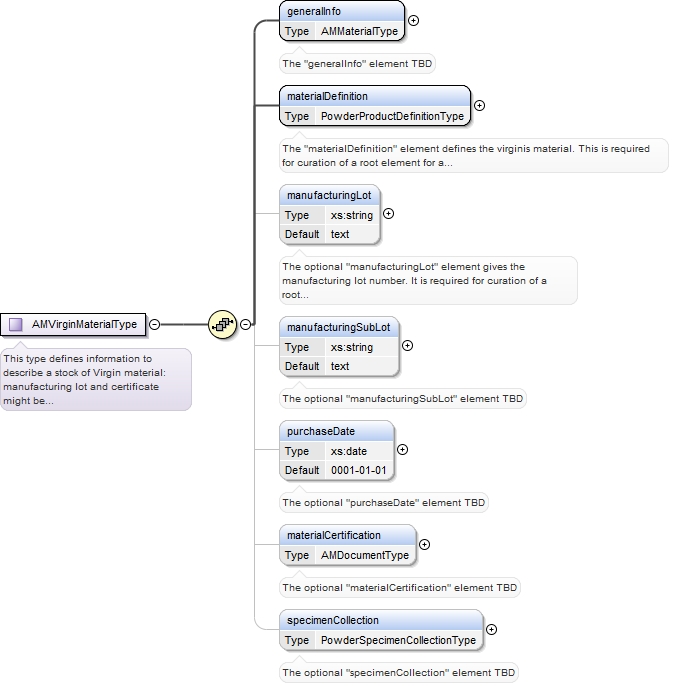 generalInfo
Type AMMaterialType
The "generalInfo" element TBD
materialDefinition
Type PowderProductDefinitionType
The "materialDefinition" element defines the virginis material. This is required
for curation of a root element for a...
manufacturingLot
Type xs:string
Default text
The optional "manufacturingLot" element gives the
manufacturing lot number. It is required for curation of a
root...
AMVirginMaterialType
This type defines information to
describe a stock of Virgin material:
manufacturing lot and certificate
might be...
manufacturingSubLot
Type xs:string
Default text
The optional "manufacturingSubLot" element TBD
purchaseDate
Type xs:date
Default 0001-01-01
The optional "purchaseDate" element TBD
materialCertification
Type AMDocumentType
The optional "materialCertification" element TBD
specimenCollection
Type PowderSpecimenCollectionType
The optional "specimenCollection" element TBD